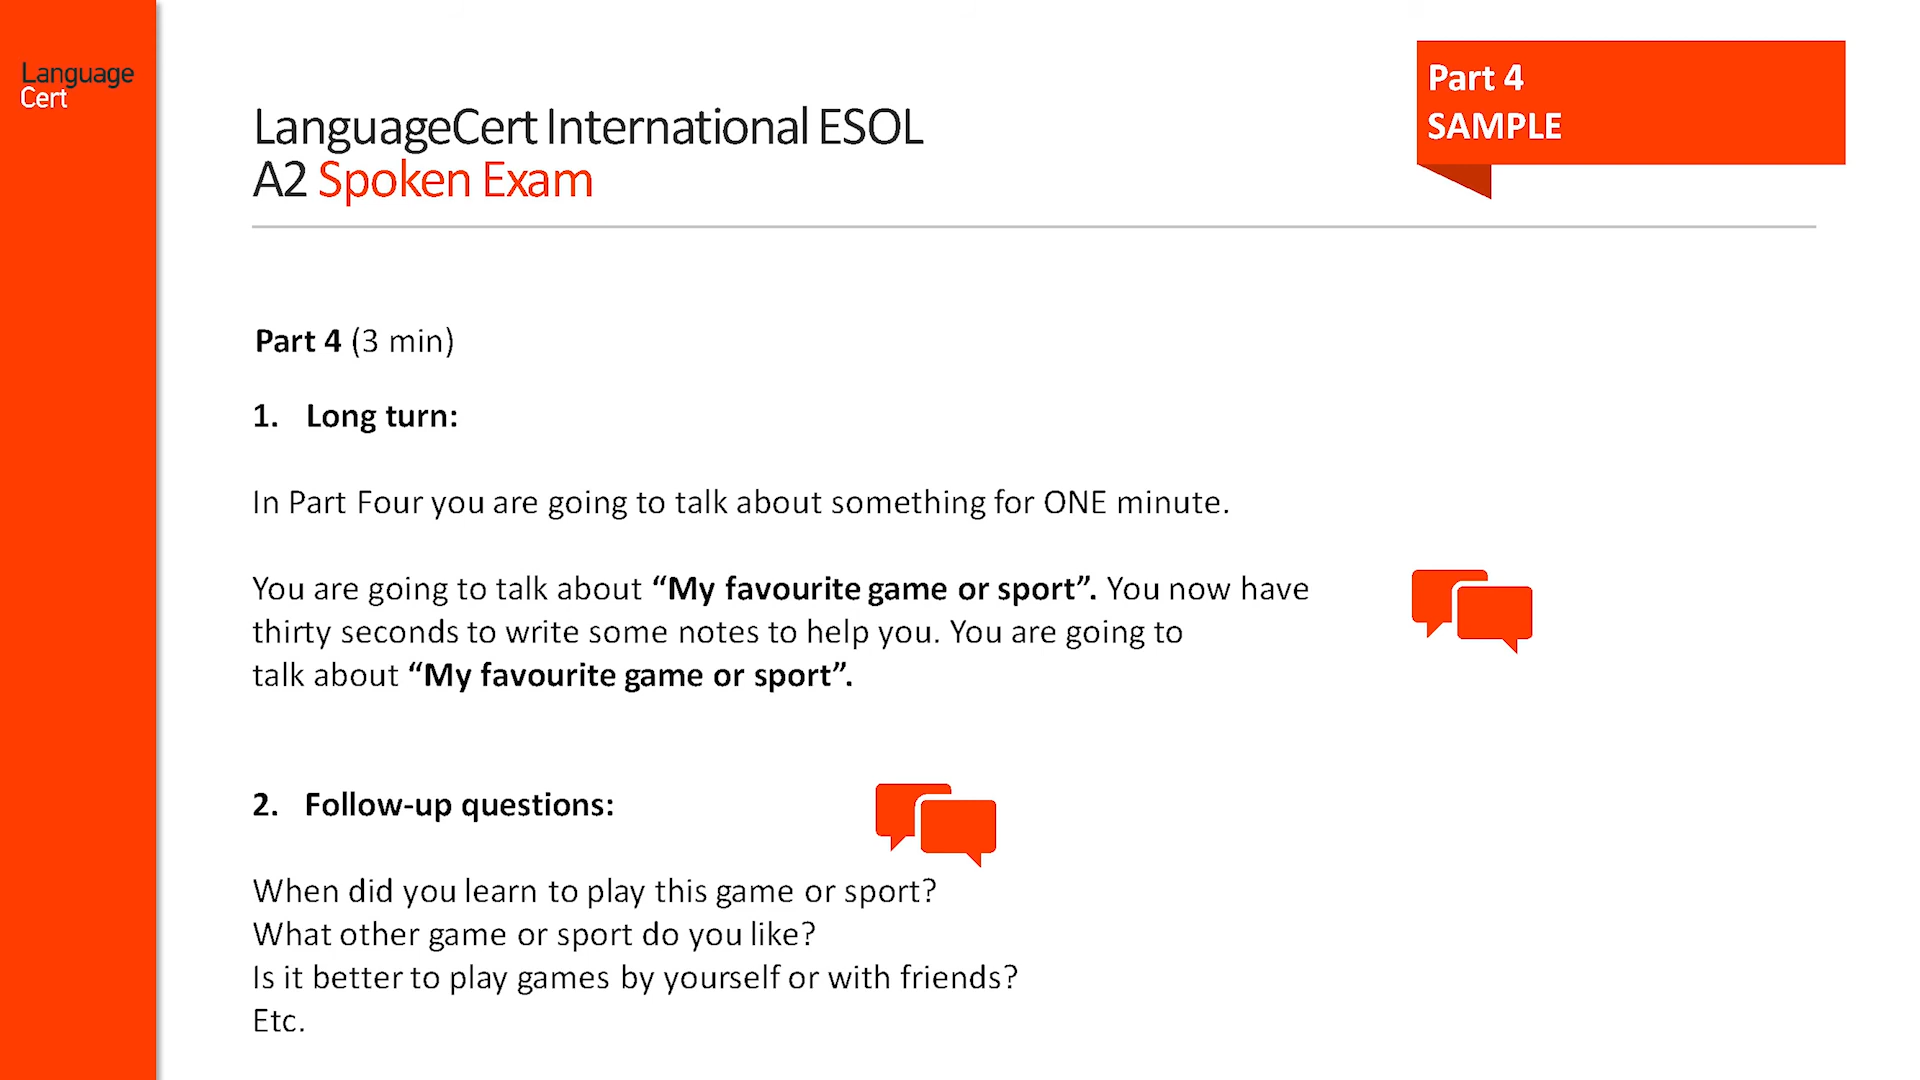 Language
Cert
Part 4
SAMPLE
LanguageCert International ESOL
A2 Spoken Exam
Part 4 (3 min)
1. Long turn:
In Part Four you are going to talk about something for ONE minute.
You are going to talk about “My favourite game or sport”. You now have
thirty seconds to write some notes to help you. You are going to
talk about “My favourite game or sport”.
2. Follow-up questions:
When did you learn to play this game or sport?
What other game or sport do you like?
Is it better to play games by yourself or with friends?
Etc.